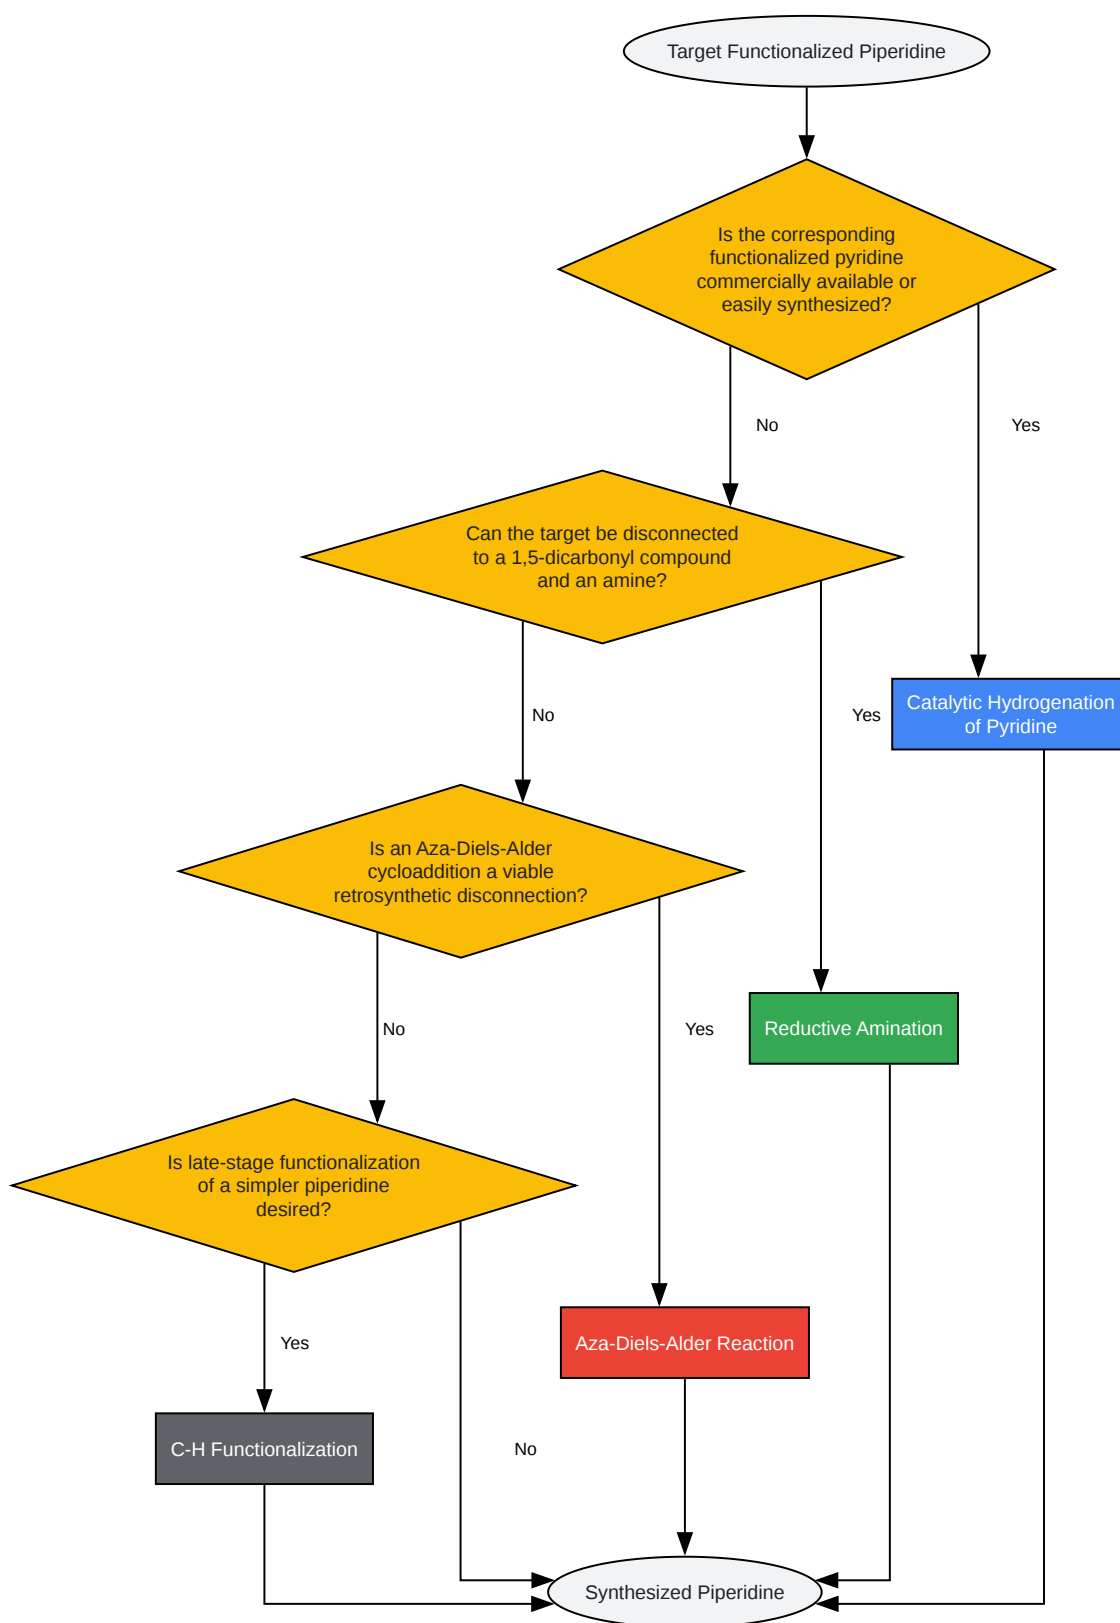 Target Functionalized Piperidine
Is the corresponding
functionalized pyridine
commercially available or
easily synthesized?
No
Yes
Can the target be disconnected
to a 1,5-dicarbonyl compound
and an amine?
No
Yes
Catalytic Hydrogenation
of Pyridine
Is an Aza-Diels-Alder
cycloaddition a viable
retrosynthetic disconnection?
No
Yes
Reductive Amination
Is late-stage functionalization
of a simpler piperidine
desired?
Yes
Aza-Diels-Alder Reaction
C-H Functionalization
No
Synthesized Piperidine